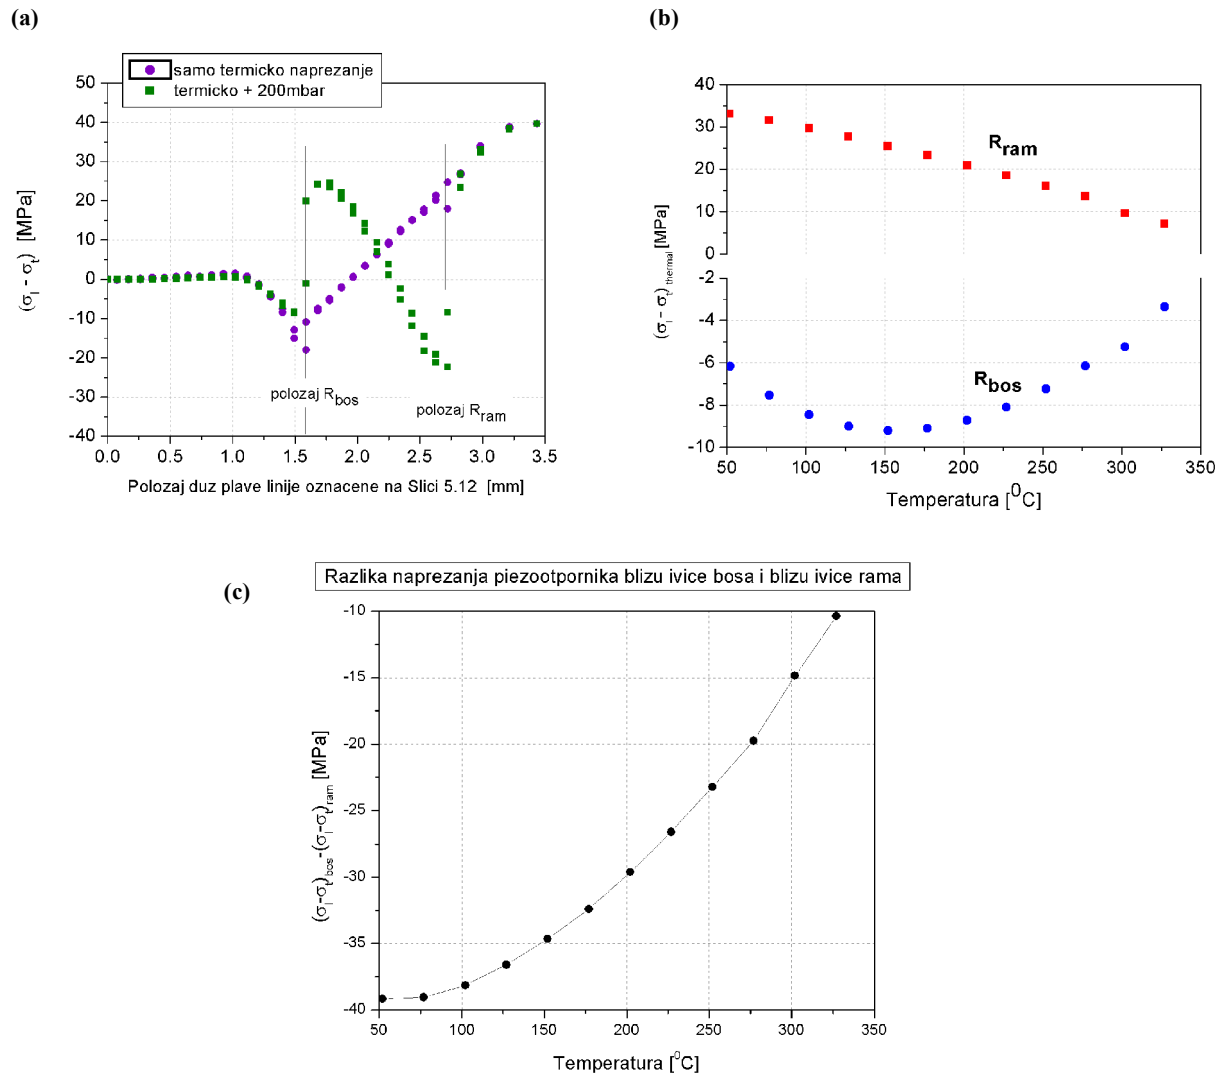 (a)
samo termicko naprezanje
termicko + 200mbar
50
40
30
20
10
0
-10
-20
-30
-40
(σl - σt) [MPa]
polozaj Rbos
polozaj Rram
0.0 0.5 1.0 1.5 2.0 2.5 3.0 3.5
Polozaj duz plave linije oznacene na Slici 5.12 [mm]
(b)
40
30
20
10
0
-2
-4
-6
-8
-10
(σl - σt)thermal [MPa]
Rram
Rbos
50 100 150 200 250 300 350
Temperatura [0C]
(c)
Razlika naprezanja piezootpornika blizu ivice bosa i blizu ivice rama
-10
-15
-20
-25
-30
-35
-40
(σl-σt)bos-(σl-σt)ram [MPa]
50 100 150 200 250 300 350
Temperatura [0C]